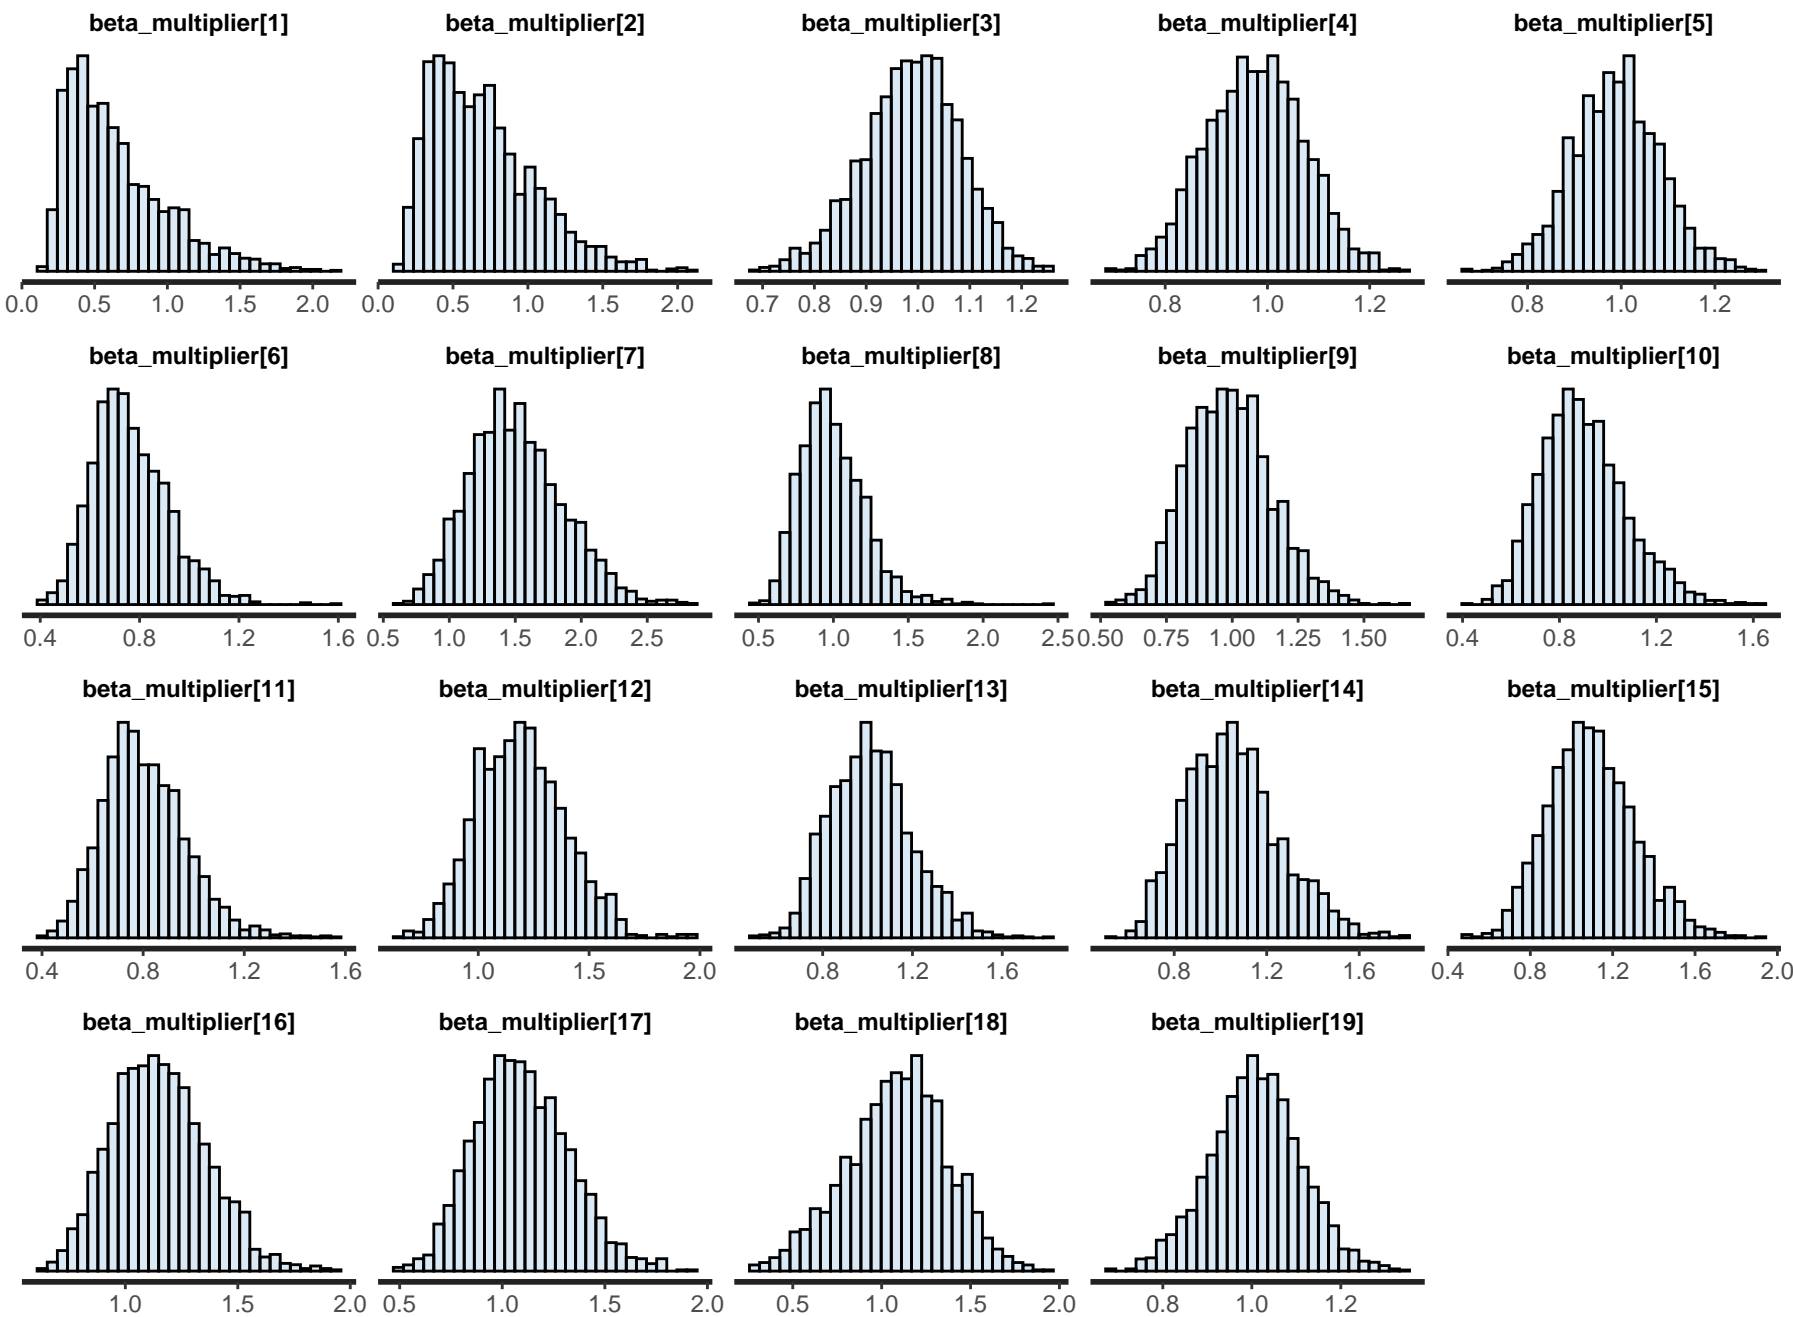 beta_multiplier[1] beta_multiplier[2] beta_multiplier[3] beta_multiplier[4] beta_multiplier[5]
0.0 0.5 1.0 1.5 2.0 0.0 0.5 1.0 1.5 2.0 0.7 0.8 0.9 1.0 1.1 1.2 0.8 1.0 1.2 0.8 1.0 1.2
beta_multiplier[6] beta_multiplier[7] beta_multiplier[8] beta_multiplier[9] beta_multiplier[10]
0.4 0.8 1.2 1.6 0.5 1.0 1.5 2.0 2.5 0.5 1.0 1.5 2.0 2.5 0.50 0.75 1.00 1.25 1.50 0.4 0.8 1.2 1.6
beta_multiplier[11] beta_multiplier[12] beta_multiplier[13] beta_multiplier[14] beta_multiplier[15]
0.4 0.8 1.2 1.6 1.0 1.5 2.0 0.8 1.2 1.6 0.8 1.2 1.6 0.4 0.8 1.2 1.6 2.0
beta_multiplier[16] beta_multiplier[17] beta_multiplier[18] beta_multiplier[19]
1.0 1.5 2.0 0.5 1.0 1.5 2.0 0.5 1.0 1.5 2.0 0.8 1.0 1.2